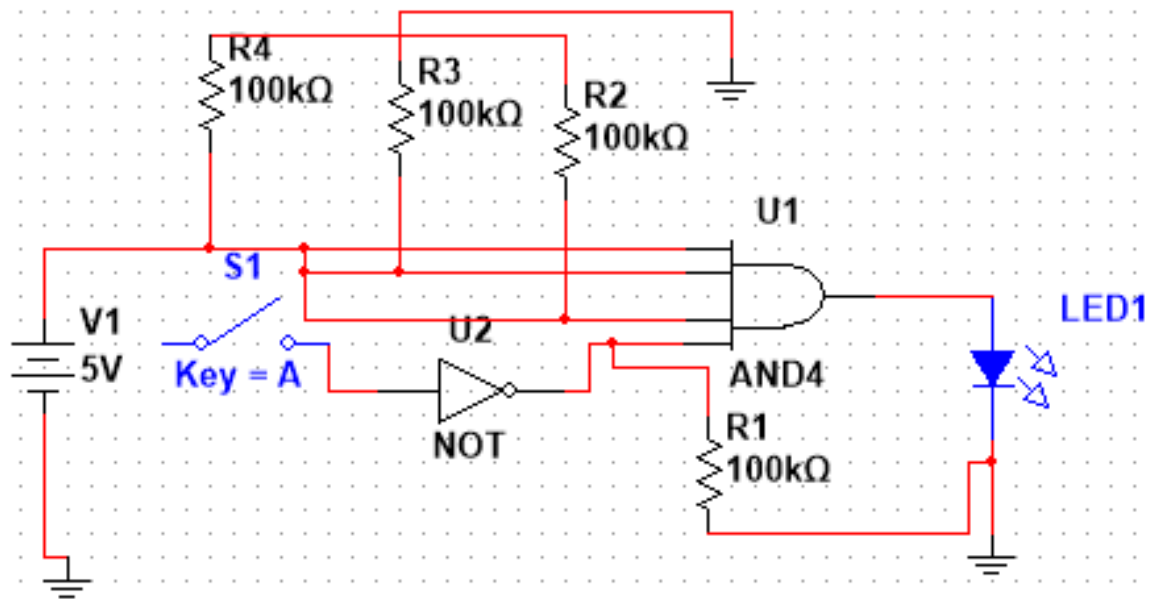 R4
100kΩ
R3
100kΩ
R2
100kΩ
U1
S1
V1
5V
Key = A
U2
NOT
AND4
LED1
R1
100kΩ